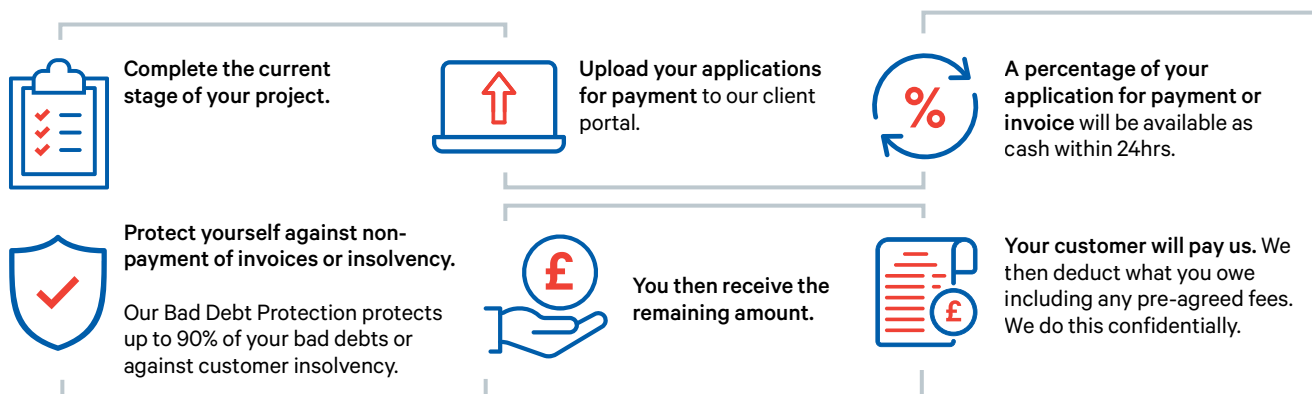 Complete the current
stage of your project.
Upload your applications
for payment to our client
portal.
%
A percentage of your
application for payment or
invoice will be available as
cash within 24hrs.
Protect yourself against non-
payment of invoices or insolvency.
Our Bad Debt Protection protects
up to 90% of your bad debts or
against customer insolvency.
£
You then receive the
remaining amount.
£
Your customer will pay us. We
then deduct what you owe
including any pre-agreed fees.
We do this confidentially.